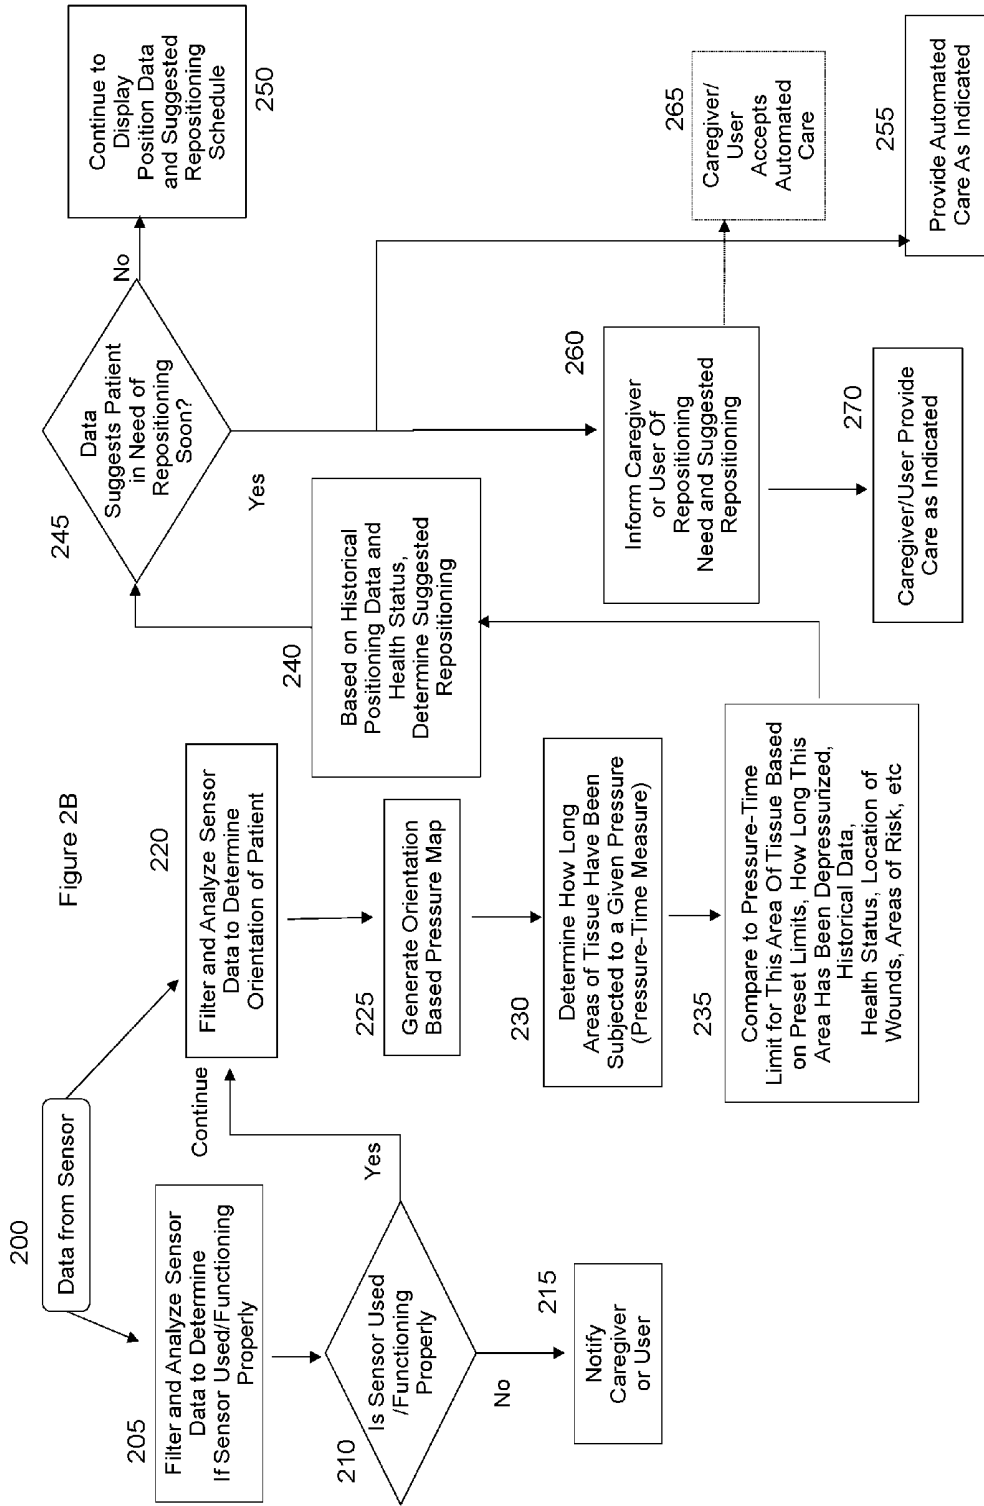 Figure 2B
200
Data from Sensor
205
Filter and Analyze Sensor
Data to Determine
If Sensor Used/Functioning
Properly
210
Is Sensor Used
/Functioning
Properly
Yes
Continue
No
215
Notify
Caregiver
or User
220
Filter and Analyze Sensor
Data to Determine
Orientation of Patient
225
Generate Orientation
Based Pressure Map
230
Determine How Long
Areas of Tissue Have Been
Subjected to a Given Pressure
(Pressure-Time Measure)
235
Compare to Pressure-Time
Limit for This Area Of Tissue Based
on Preset Limits, How Long This
Area Has Been Depressurized,
Historical Data,
Health Status, Location of
Wounds, Areas of Risk, etc
240
Based on Historical
Positioning Data and
Health Status,
Determine Suggested
Repositioning
245
Data
Suggests Patient
in Need of
Repositioning
Soon?
No
Yes
250
Continue to
Display
Position Data
and Suggested
Repositioning
Schedule
260
Inform Caregiver
or User Of
Repositioning
Need and Suggested
Repositioning
265
Caregiver/
User
Accepts
Automated
Care
255
Provide Automated
Care As Indicated
270
Caregiver/User Provide
Care as Indicated